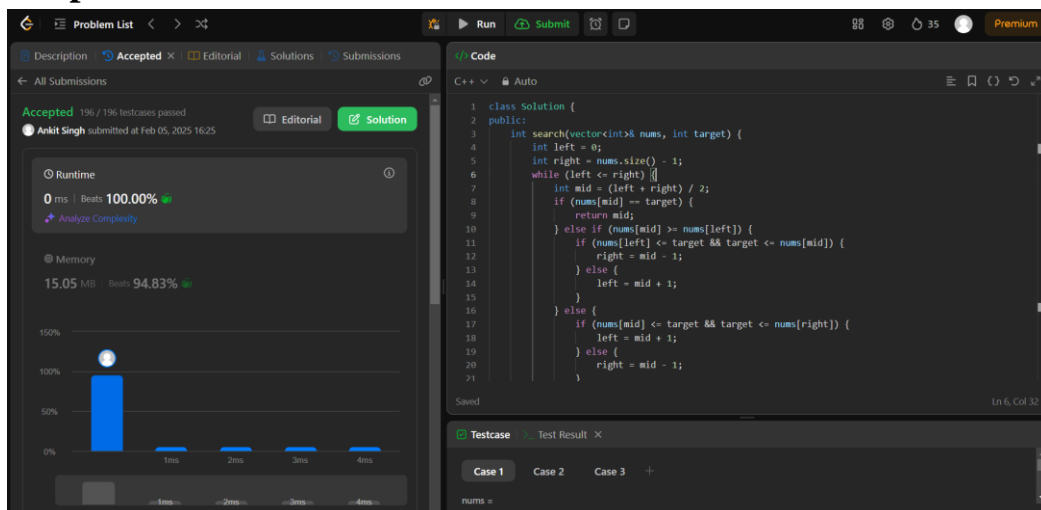 Problem List
Run
Submit
35
Premium
Description
Accepted
Editorial
Solutions
Submissions
All Submissions
Accepted 196 / 196 testcases passed
Ankit Singh submitted at Feb 05, 2025 16:25
Editorial
Solution
Runtime
0 ms | Beats 100.00%
Analyze Complexity
Memory
15.05 MB | Beats 94.83%
150%
100%
50%
0%
1ms 2ms 3ms 4ms
1ms 2ms 3ms 4ms
</> Code
C++ Auto
1 class Solution {
2 public:
3 int search(vector<int>& nums, int target) {
4 int left = 0;
5 int right = nums.size() - 1;
6 while (left <= right) {
7 int mid = (left + right) / 2;
8 if (nums[mid] == target) {
9 return mid;
10 } else if (nums[mid] >= nums[left]) {
11 if (nums[left] <= target && target <= nums[mid]) {
12 right = mid - 1;
13 } else {
14 left = mid + 1;
15 }
16 } else {
17 if (nums[mid] <= target && target <= nums[right]) {
18 left = mid + 1;
19 } else {
20 right = mid - 1;
21 }
Saved
Ln 6, Col 32
Testcase
>_ Test Result
Case 1 Case 2 Case 3 +
nums =